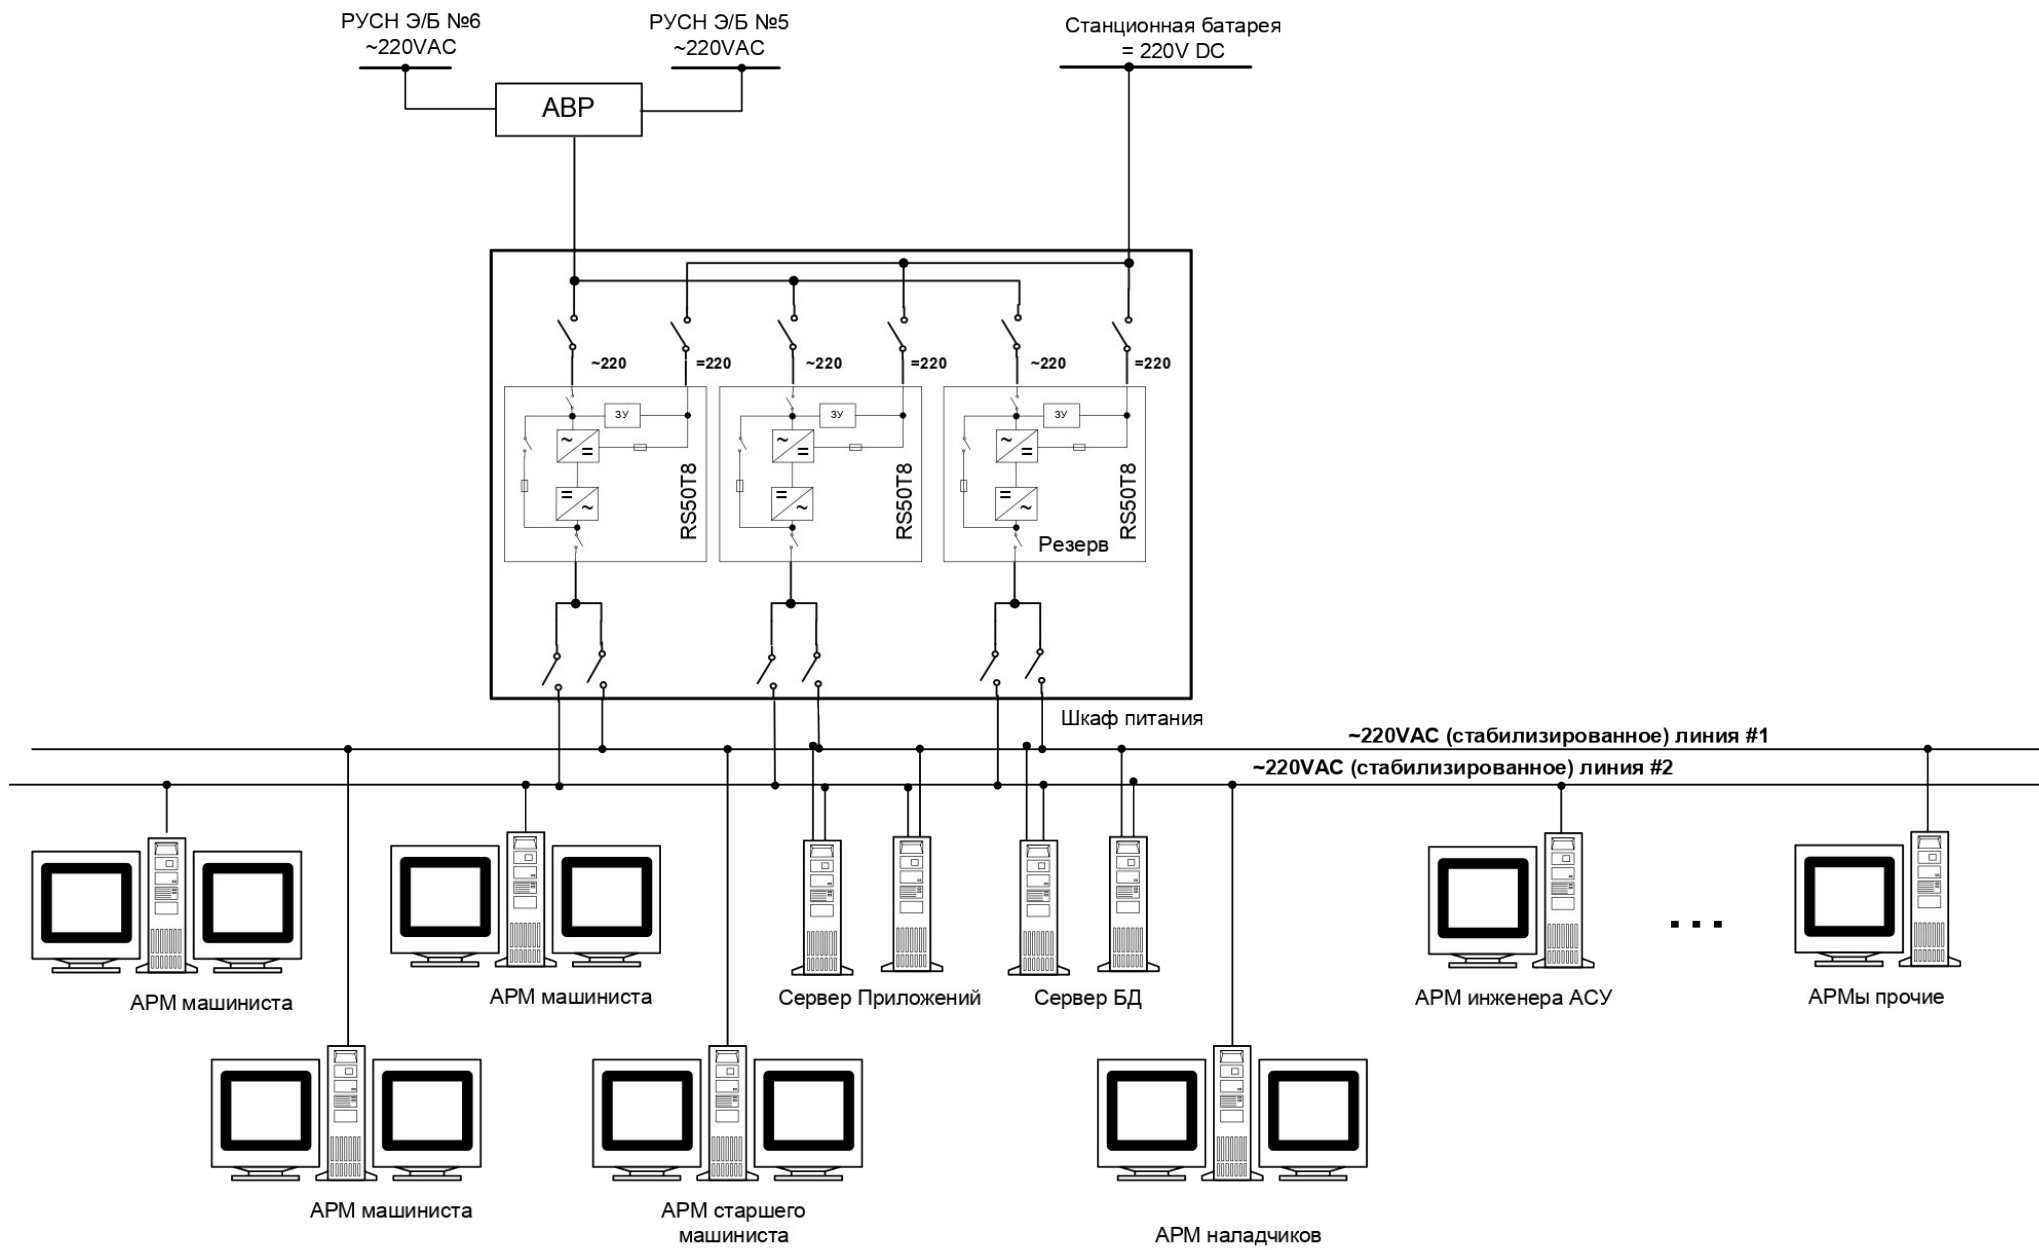 РУСН Э/Б №6
~220VAC
РУСН Э/Б №5
~220VAC
Станционная батарея
= 220V DC
АВР
~220
=220
~220
=220
~220
=220
ЗУ
ЗУ
ЗУ
~
=
~
=
~
=
=
~
=
~
=
~
RS50T8
RS50T8
RS50T8
Резерв
Шкаф питания
~220VAC (стабилизированное) линия #1
~220VAC (стабилизированное) линия #2
АРМ машиниста
АРМ машиниста
Сервер Приложений
Сервер БД
АРМ инженера АСУ
...
АРМы прочие
АРМ машиниста
АРМ старшего
машиниста
АРМ наладчиков